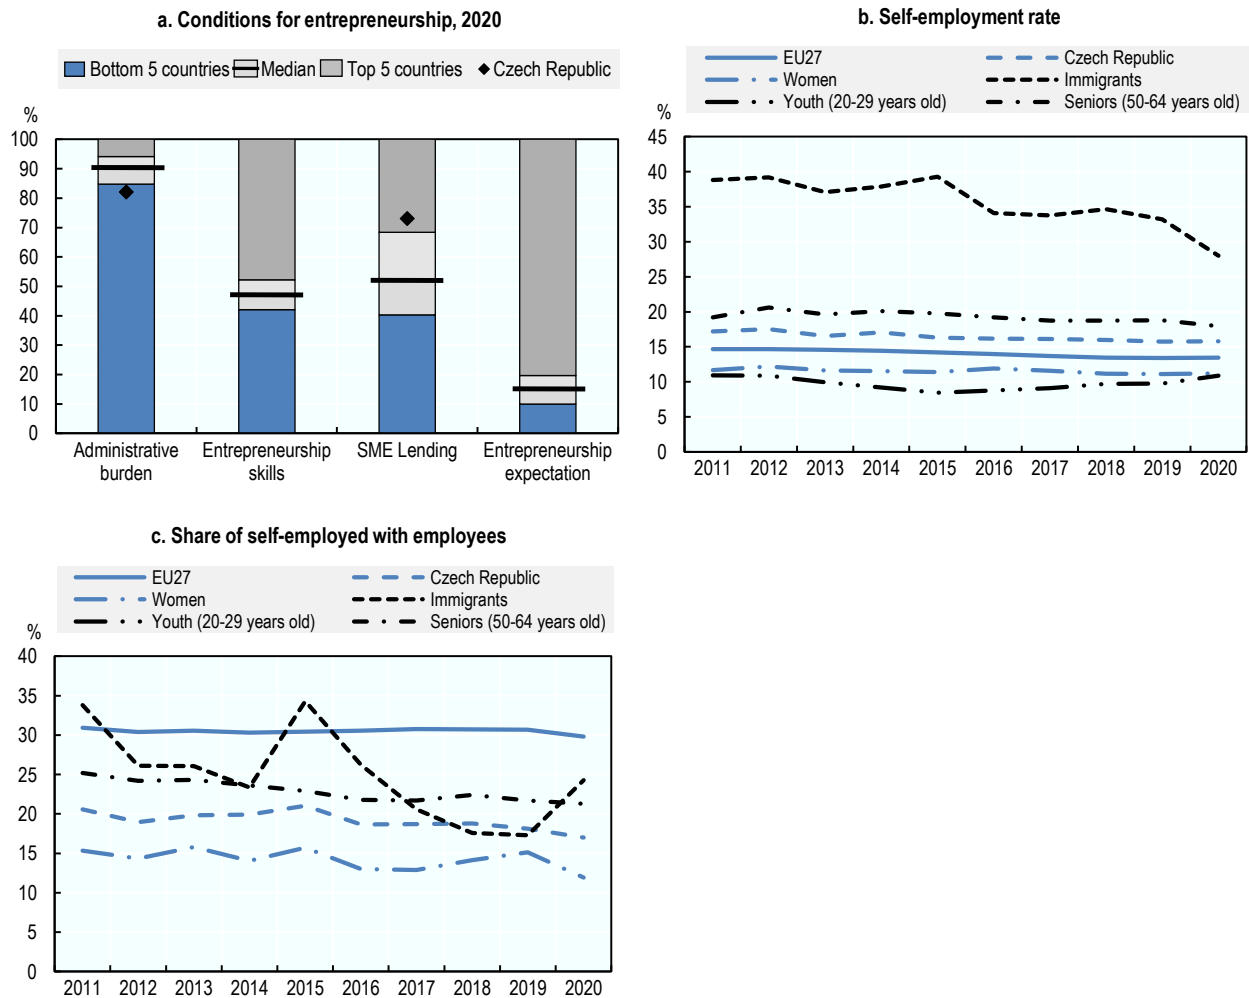 a. Conditions for entrepreneurship, 2020
Bottom 5 countries Median Top 5 countries Czech Republic
%
100
90
80
70
60
50
40
30
20
10
0
Administrative burden
Entrepreneurship skills
SME Lending
Entrepreneurship expectation
b. Self-employment rate
EU27 Czech Republic
Women Immigrants
Youth (20-29 years old) Seniors (50-64 years old)
%
45
40
35
30
25
20
15
10
5
0
2011 2012 2013 2014 2015 2016 2017 2018 2019 2020
c. Share of self-employed with employees
EU27 Czech Republic
Women Immigrants
Youth (20-29 years old) Seniors (50-64 years old)
%
40
35
30
25
20
15
10
5
0
2011 2012 2013 2014 2015 2016 2017 2018 2019 2020